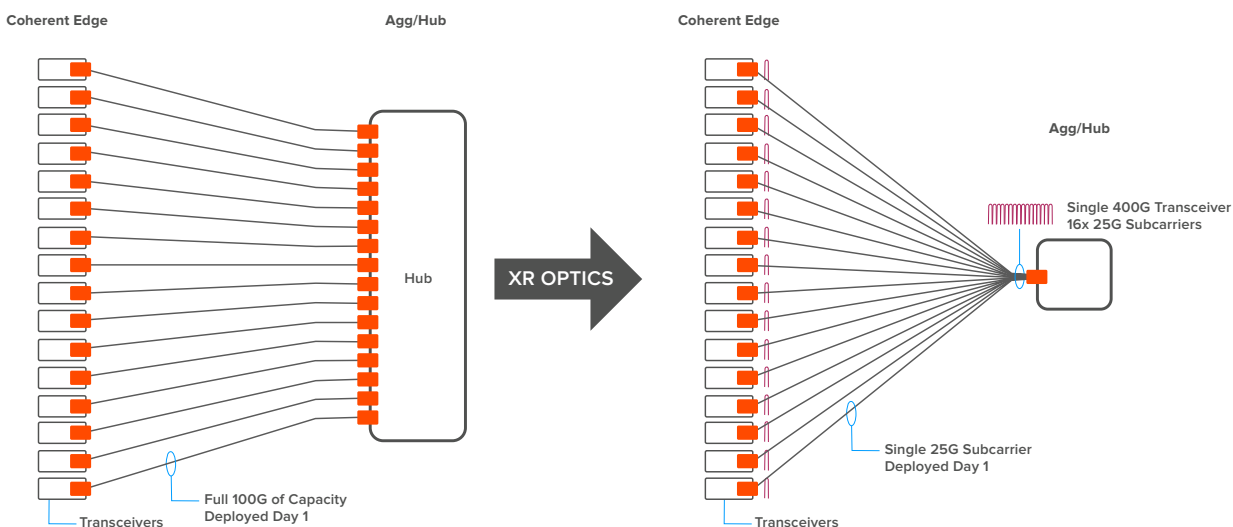 Coherent Edge
Agg/Hub
Hub
Full 100G of Capacity
Deployed Day 1
Transceivers
XR OPTICS
Coherent Edge
Agg/Hub
Single 400G Transceiver
16x 25G Subcarriers
Single 25G Subcarrier
Deployed Day 1
Transceivers